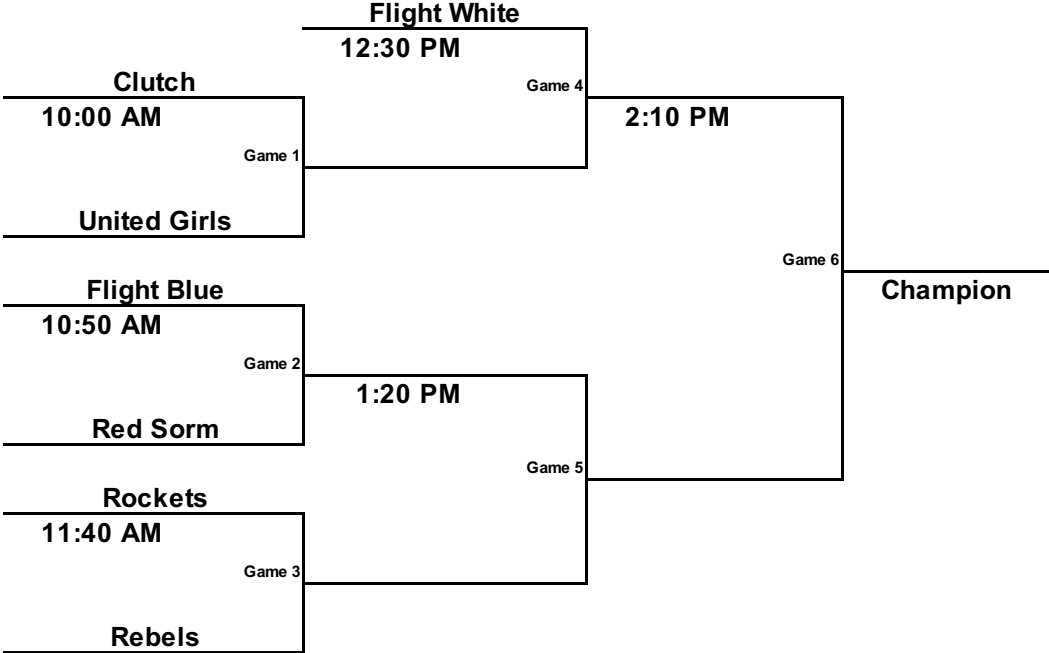 Flight White
12:30 PM
Clutch
Game 4
10:00 AM
2:10 PM
Game 1
United Girls
Game 6
Flight Blue
Champion
10:50 AM
Game 2
1:20 PM
Red Sorm
Game 5
Rockets
11:40 AM
Game 3
Rebels